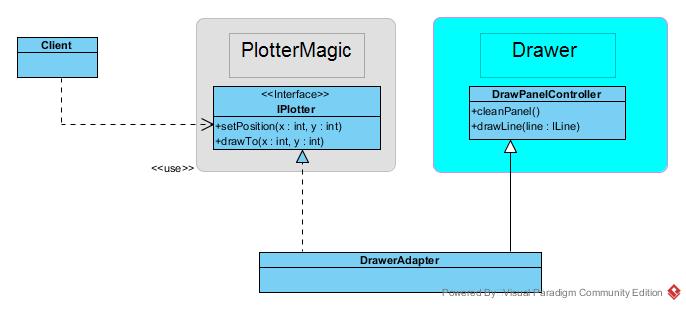 Client
PlotterMagic
<<Interface>>
IPlotter
+setPosition(x : int, y : int)
+drawTo(x : int, y : int)
<<use>>
Drawer
DrawPanelController
+cleanPanel()
+drawLine(line : ILine)
DrawerAdapter
Powered By Visual Paradigm Community Edition